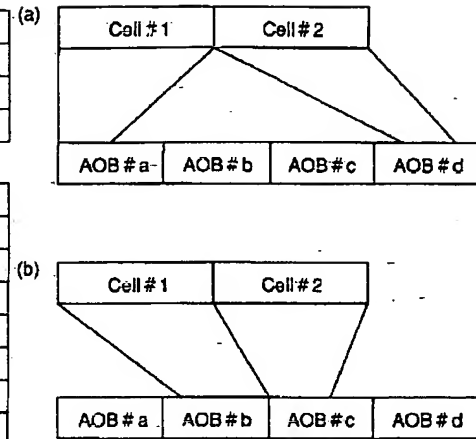 (a)
Cell # 1 Cell # 2
AOB # a AOB # b AOB # c AOB # d
(b)
Cell # 1 Cell # 2
AOB # a AOB # b AOB # c AOB # d